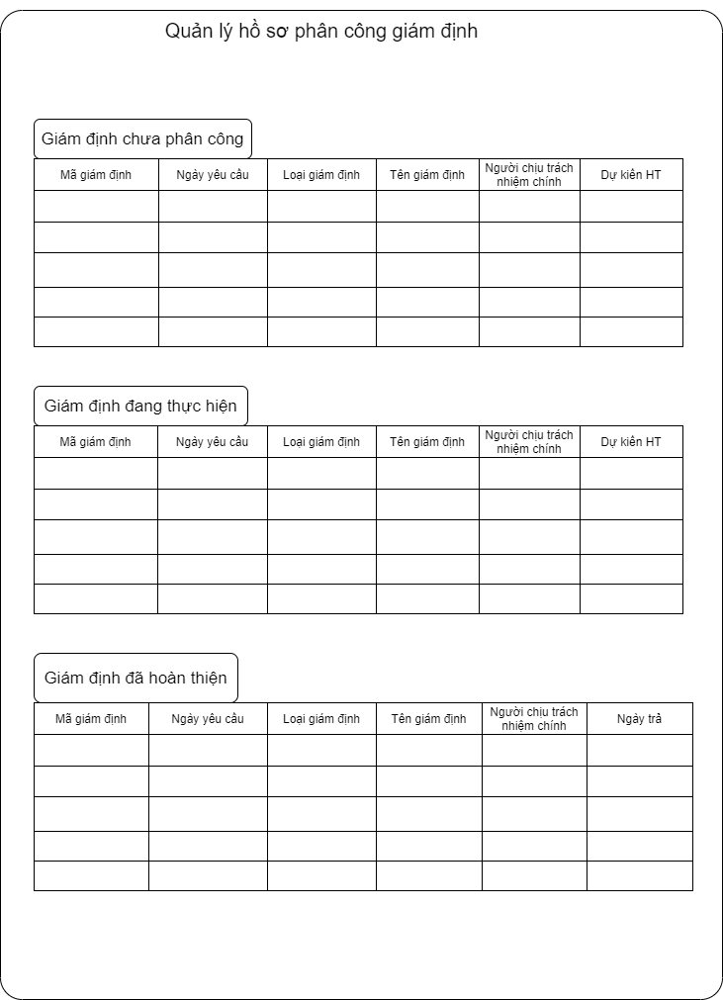 Quản lý hồ sơ phân công giám định
Giám định chưa phân công
Mã giám định Ngày yêu cầu Loại giám định Tên giám định Người chịu trách nhiệm chính Dự kiến HT
Giám định đang thực hiện
Mã giám định Ngày yêu cầu Loại giám định Tên giám định Người chịu trách nhiệm chính Dự kiến HT
Giám định đã hoàn thiện
Mã giám định Ngày yêu cầu Loại giám định Tên giám định Người chịu trách nhiệm chính Ngày trả